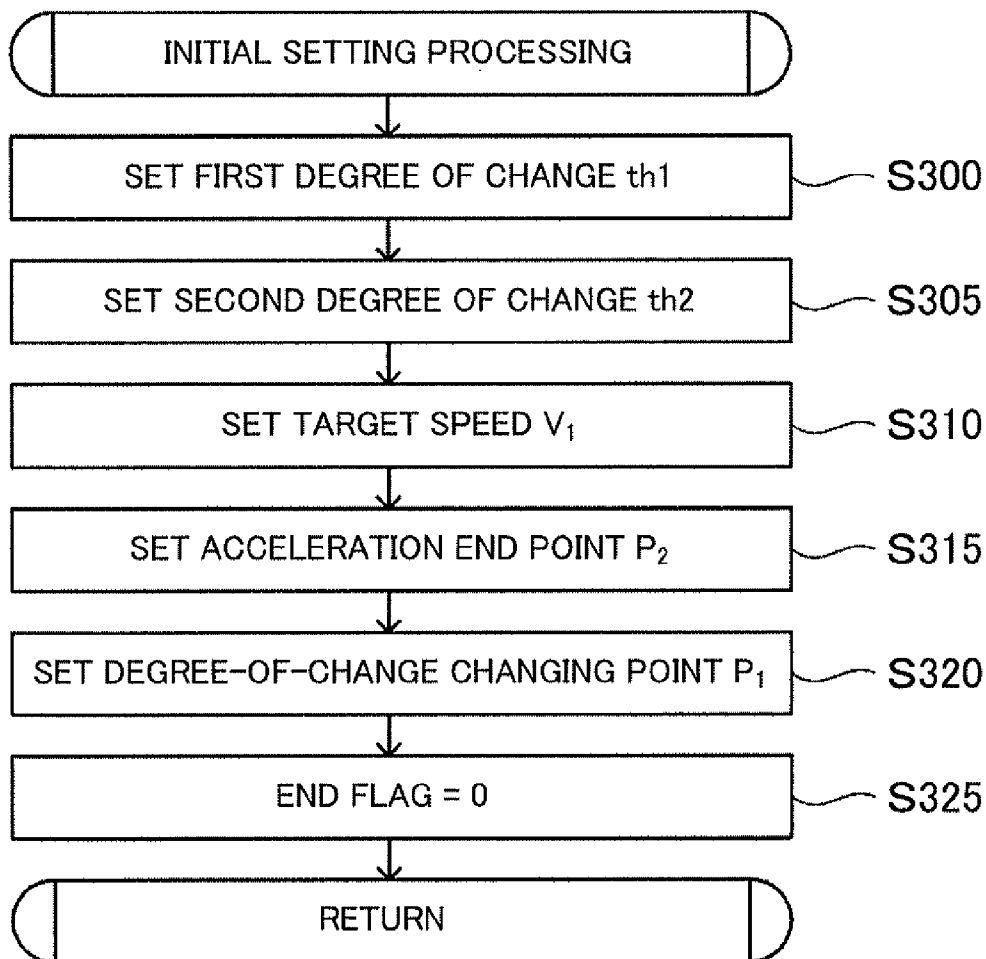 INITIAL SETTING PROCESSING
SET FIRST DEGREE OF CHANGE th1
S300
SET SECOND DEGREE OF CHANGE th2
S305
SET TARGET SPEED V₁
S310
SET ACCELERATION END POINT P₂
S315
SET DEGREE-OF-CHANGE CHANGING POINT P₁
S320
END FLAG = 0
S325
RETURN